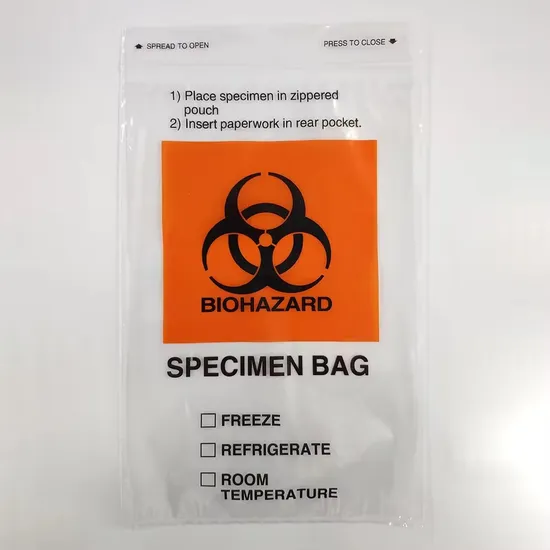 SPREAD TO OPEN PRESS TO CLOSE
1) Place specimen in zippered
pouch
2) Insert paperwork in rear pocket.
BIOHAZARD
SPECIMEN BAG
FREEZE
REFRIGERATE
ROOM
TEMPERATURE